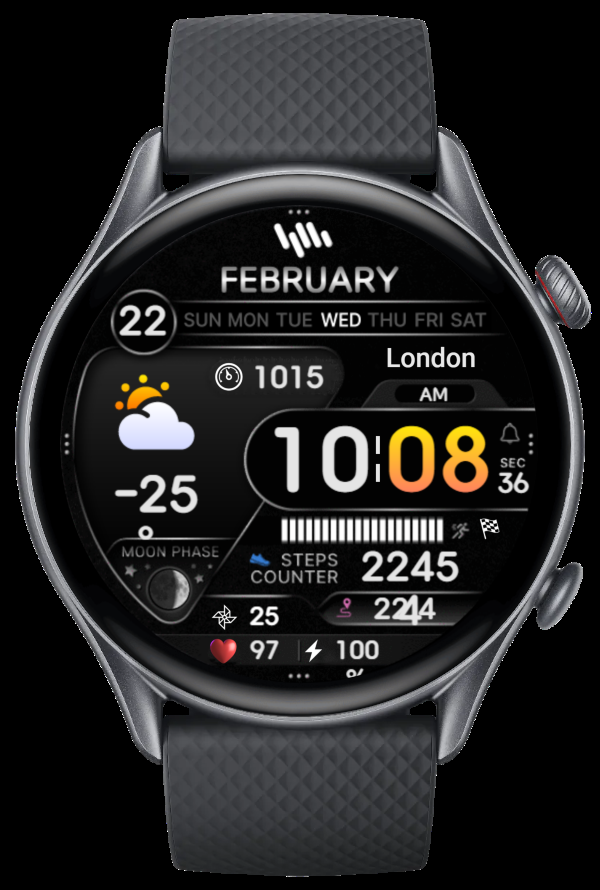 FEBRUARY
22 SUN MON TUE WED THU FRI SAT
London
1015
AM
10:08
-25
°
SEC
36
MOON PHASE
STEPS
COUNTER
2245
25
97
100
%